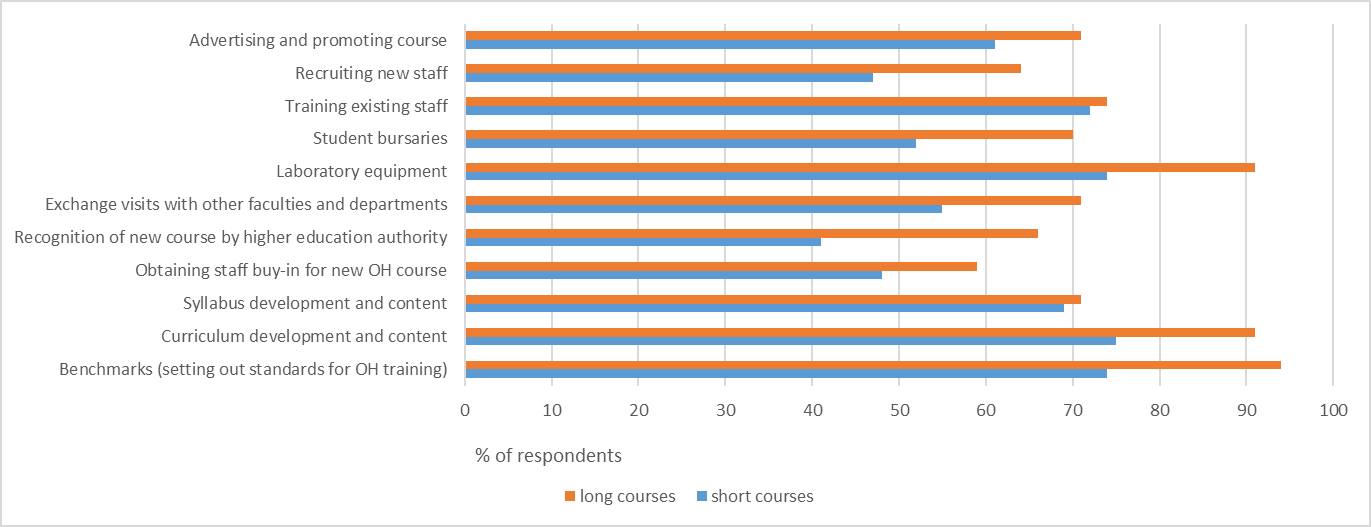 Advertising and promoting course
Recruiting new staff
Training existing staff
Student bursaries
Laboratory equipment
Exchange visits with other faculties and departments
Recognition of new course by higher education authority
Obtaining staff buy-in for new OH course
Syllabus development and content
Curriculum development and content
Benchmarks (setting out standards for OH training)
0 10 20 30 40 50 60 70 80 90 100
% of respondents
long courses short courses